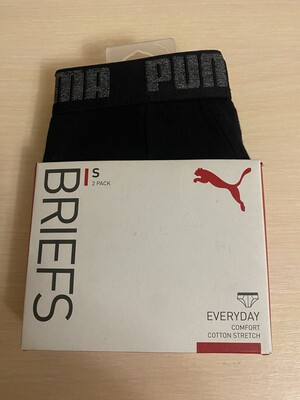 MA PUM
BRIEFS
S
2 PACK
EVERYDAY
COMFORT
COTTON STRETCH